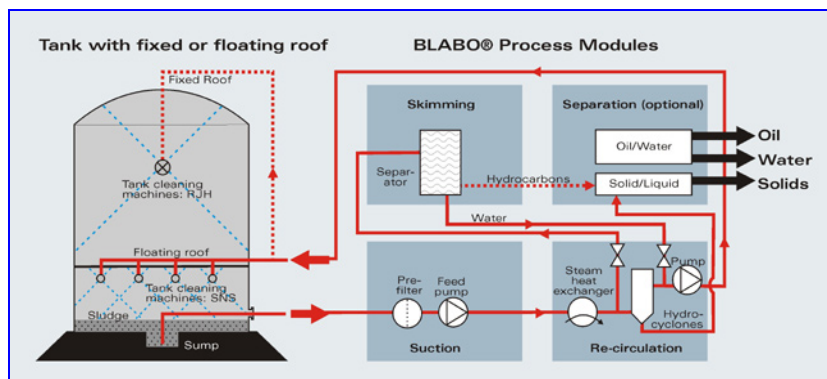 Tank with fixed or floating roof
BLABO® Process Modules
Fixed Roof
Tank cleaning
machines: RJH
Floating roof
Tank cleaning
machines: SNS
Sludge
Sump
Skimming
Separ-
ator
Hydrocarbons
Water
Separation (optional)
Oil/Water
Solid/Liquid
Oil
Water
Solids
Pre-
filter
Feed
pump
Suction
Steam
heat
exchanger
Pump
Hydro-
cyclones
Re-circulation